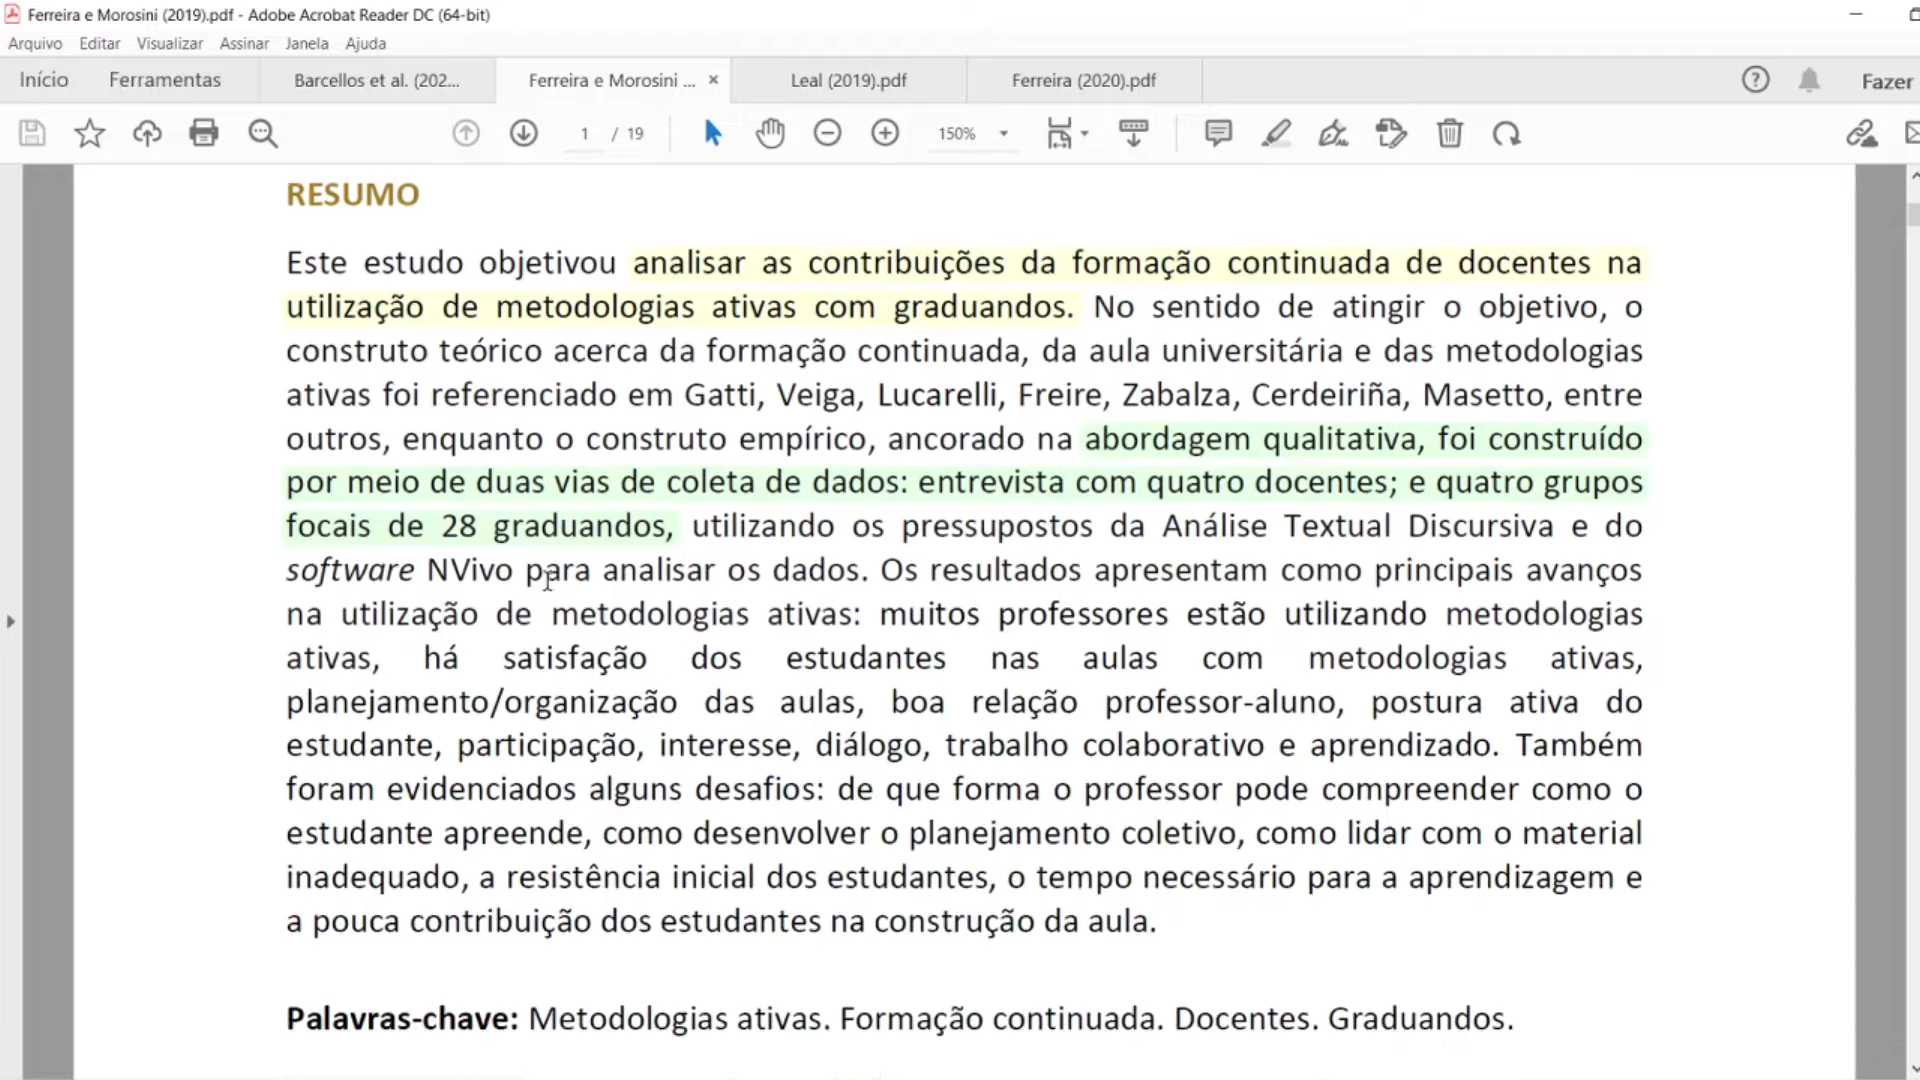 Ferreira e Morosini (2019).pdf - Adobe Acrobat Reader DC (64-bit)
Arquivo Editar Visualizar Assinar Janela Ajuda
Início Ferramentas Barcellos et al. (202... Ferreira e Morosini ... × Leal (2019).pdf Ferreira (2020).pdf Fazer
1 / 19 150%
RESUMO
Este estudo objetivou analisar as contribuições da formação continuada de docentes na
utilização de metodologias ativas com graduandos. No sentido de atingir o objetivo, o
construto teórico acerca da formação continuada, da aula universitária e das metodologias
ativas foi referenciado em Gatti, Veiga, Lucarelli, Freire, Zabalza, Cerdeiriña, Masetto, entre
outros, enquanto o construto empírico, ancorado na abordagem qualitativa, foi construído
por meio de duas vias de coleta de dados: entrevista com quatro docentes; e quatro grupos
focais de 28 graduandos, utilizando os pressupostos da Análise Textual Discursiva e do
software NVivo para analisar os dados. Os resultados apresentam como principais avanços
na utilização de metodologias ativas: muitos professores estão utilizando metodologias
ativas, há satisfação dos estudantes nas aulas com metodologias ativas,
planejamento/organização das aulas, boa relação professor-aluno, postura ativa do
estudante, participação, interesse, diálogo, trabalho colaborativo e aprendizado. Também
foram evidenciados alguns desafios: de que forma o professor pode compreender como o
estudante apreende, como desenvolver o planejamento coletivo, como lidar com o material
inadequado, a resistência inicial dos estudantes, o tempo necessário para a aprendizagem e
a pouca contribuição dos estudantes na construção da aula.
Palavras-chave: Metodologias ativas. Formação continuada. Docentes. Graduandos.